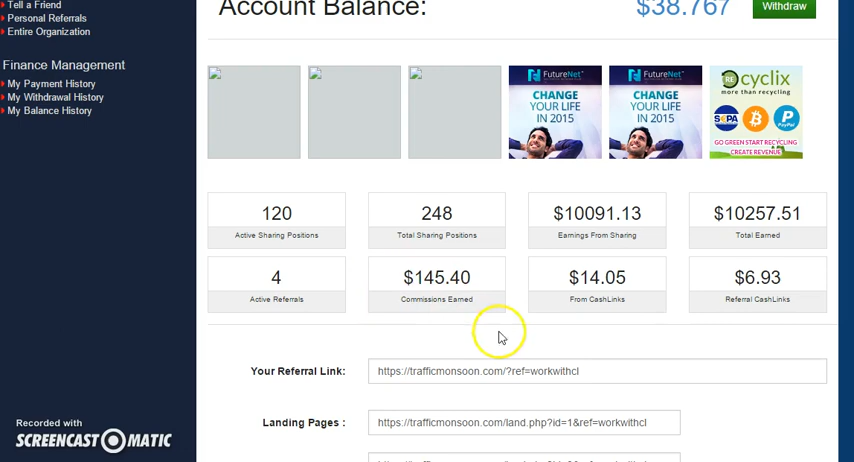 Tell a Friend
Personal Referrals
Entire Organization
Finance Management
My Payment History
My Withdrawal History
My Balance History
Account Balance:
$38.767
Withdraw
FutureNet
CHANGE
YOUR LIFE
IN 2015
FutureNet
CHANGE
YOUR LIFE
IN 2015
RE cyclix
more than recycling
SEPA
PayPal
GO GREEN START RECYCLING
CREATE REVENUE
120
Active Sharing Positions
248
Total Sharing Positions
$10091.13
Earnings From Sharing
$10257.51
Total Earned
4
Active Referrals
$145.40
Commissions Earned
$14.05
From CashLinks
$6.93
Referral CashLinks
Your Referral Link:
https://trafficmonsoon.com/?ref=workwithcl
Landing Pages :
https://trafficmonsoon.com/land.php?id=1&ref=workwithcl
Recorded with
SCREENCAST-O-MATIC